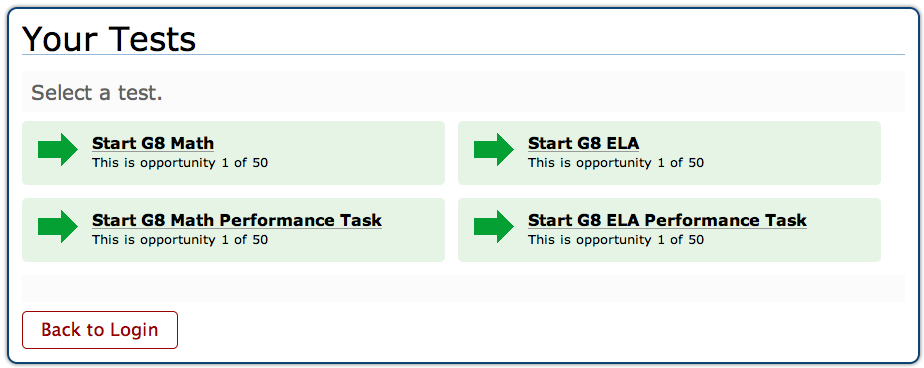 Your Tests
Select a test.
Start G8 Math
This is opportunity 1 of 50
Start G8 ELA
This is opportunity 1 of 50
Start G8 Math Performance Task
This is opportunity 1 of 50
Start G8 ELA Performance Task
This is opportunity 1 of 50
Back to Login